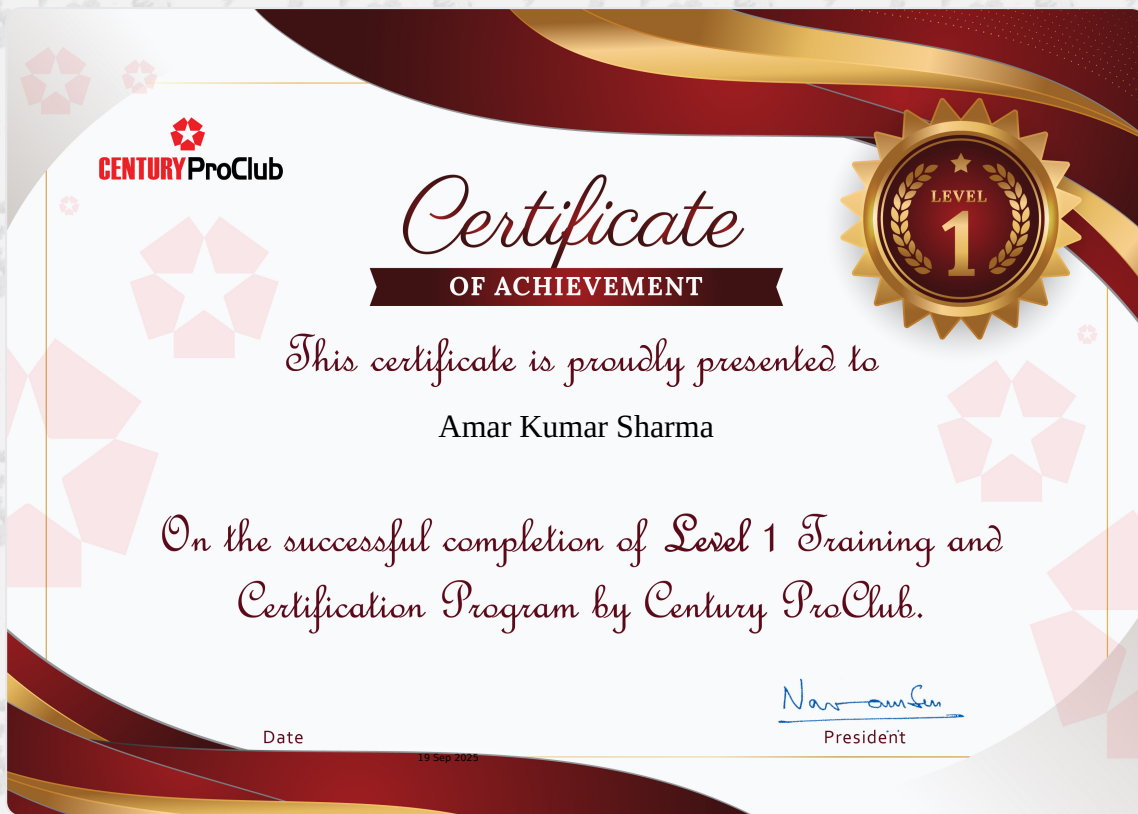 CENTURY ProClub
LEVEL
1
Certificate
OF ACHIEVEMENT
This certificate is proudly presented to
Amar Kumar Sharma
On the successful completion of Level 1 Training and
Certification Program by Century ProClub.
Date
President
19 Sep 2025